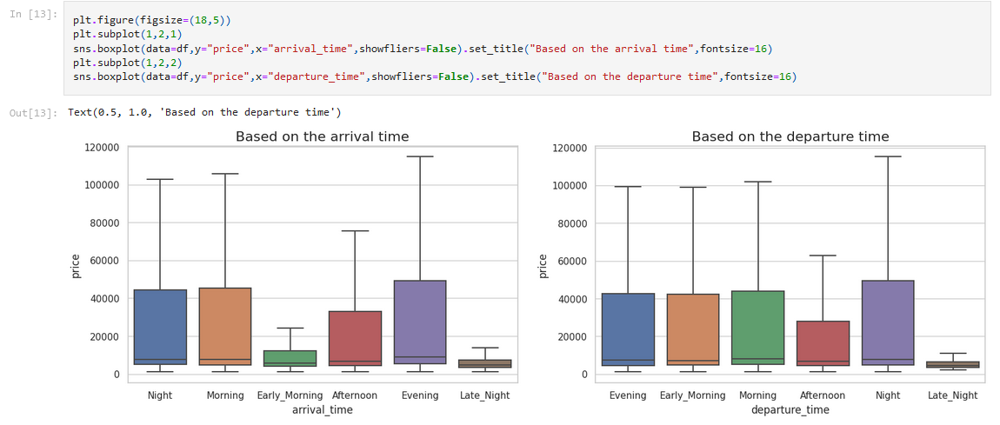 In [13]:
plt.figure(figsize=(18,5))
plt.subplot(1,2,1)
sns.boxplot(data=df,y="price",x="arrival_time",showfliers=False).set_title("Based on the arrival time",fontsize=16)
plt.subplot(1,2,2)
sns.boxplot(data=df,y="price",x="departure_time",showfliers=False).set_title("Based on the departure time",fontsize=16)
Out[13]: Text(0.5, 1.0, 'Based on the departure time')
Based on the arrival time
120000
100000
80000
60000
40000
20000
0
price
Night Morning Early_Morning Afternoon Evening Late_Night
arrival_time
Based on the departure time
120000
100000
80000
60000
40000
20000
0
price
Evening Early_Morning Morning Afternoon Night Late_Night
departure_time